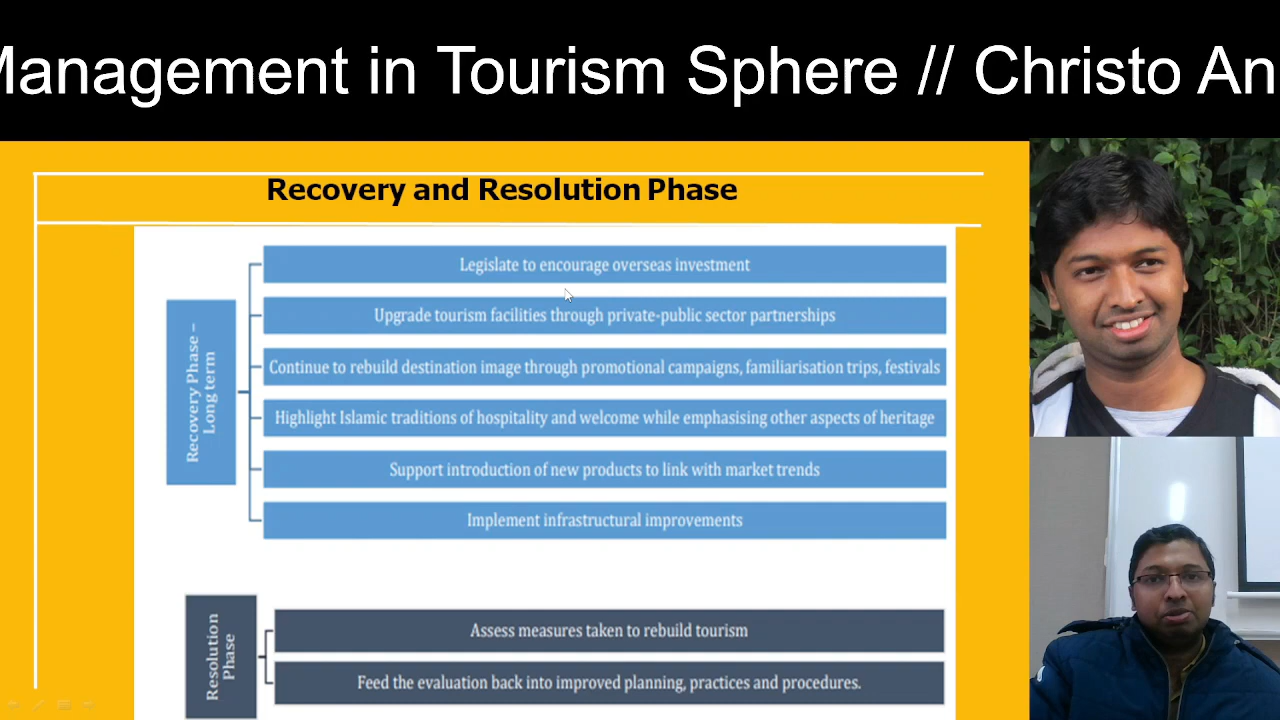 Management in Tourism Sphere // Christo An
Recovery and Resolution Phase
Recovery Phase –
Long term
Legislate to encourage overseas investment
Upgrade tourism facilities through private-public sector partnerships
Continue to rebuild destination image through promotional campaigns, familiarisation trips, festivals
Highlight Islamic traditions of hospitality and welcome while emphasising other aspects of heritage
Support introduction of new products to link with market trends
Implement infrastructural improvements
Resolution
Phase
Assess measures taken to rebuild tourism
Feed the evaluation back into improved planning, practices and procedures.